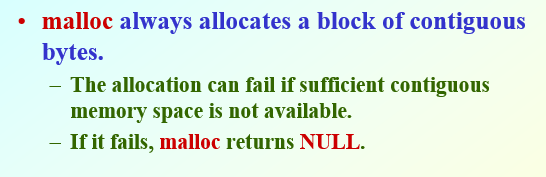 • malloc always allocates a block of contiguous
bytes.
– The allocation can fail if sufficient contiguous
memory space is not available.
– If it fails, malloc returns NULL.